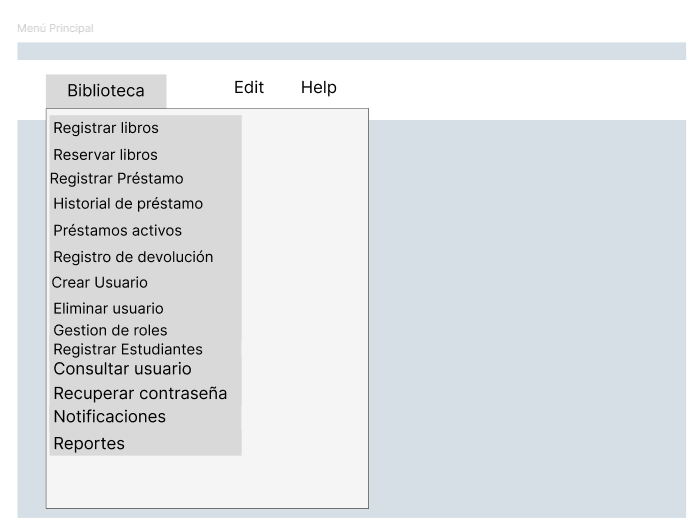 Menú Principal
Biblioteca Edit Help
Registrar libros
Reservar libros
Registrar Préstamo
Historial de préstamo
Préstamos activos
Registro de devolución
Crear Usuario
Eliminar usuario
Gestion de roles
Registrar Estudiantes
Consultar usuario
Recuperar contraseña
Notificaciones
Reportes